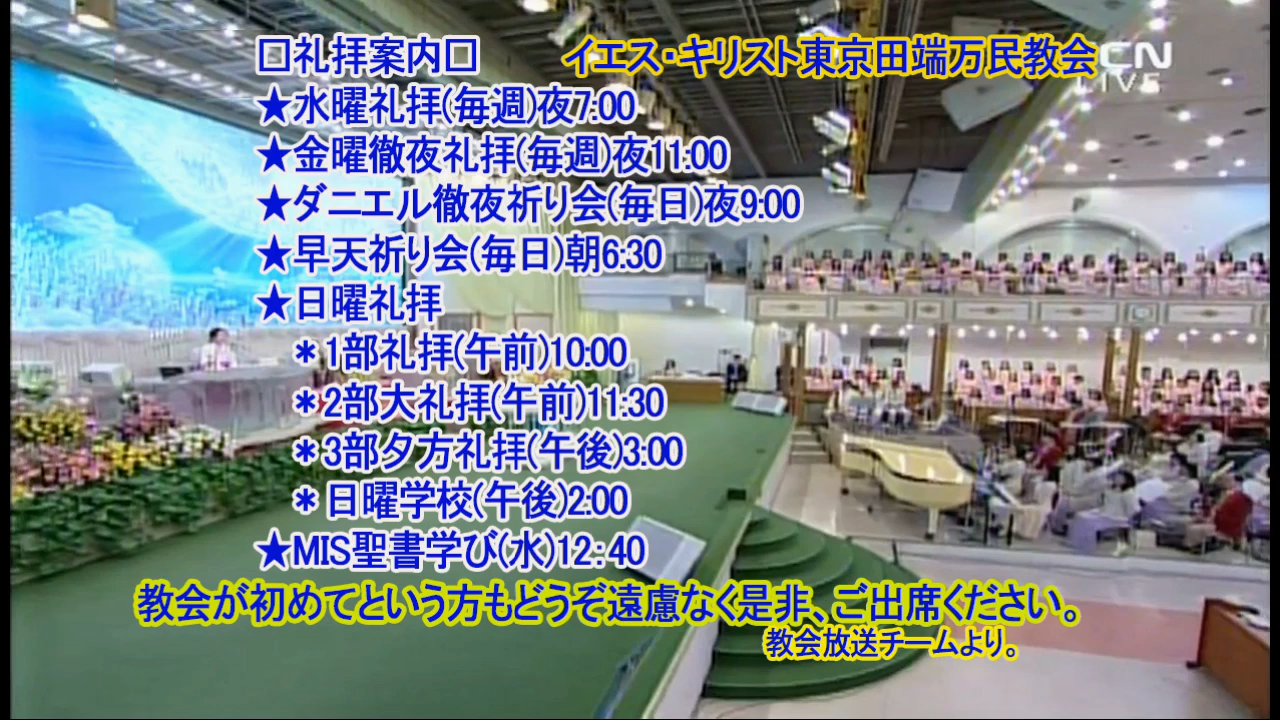 □礼拝案内□ イエス・キリスト東京田端万民教会
CN
LIVE
★水曜礼拝(毎週)夜7:00
★金曜徹夜礼拝(毎週)夜11:00
★ダニエル徹夜祈り会(毎日)夜9:00
★早天祈り会(毎日)朝6:30
★日曜礼拝
＊1部礼拝(午前)10:00
＊2部大礼拝(午前)11:30
＊3部夕方礼拝(午後)3:00
＊日曜学校(午後)2:00
★MIS聖書学び(水)12:40
教会が初めてという方もどうぞ遠慮なく是非、ご出席ください。
教会放送チームより。